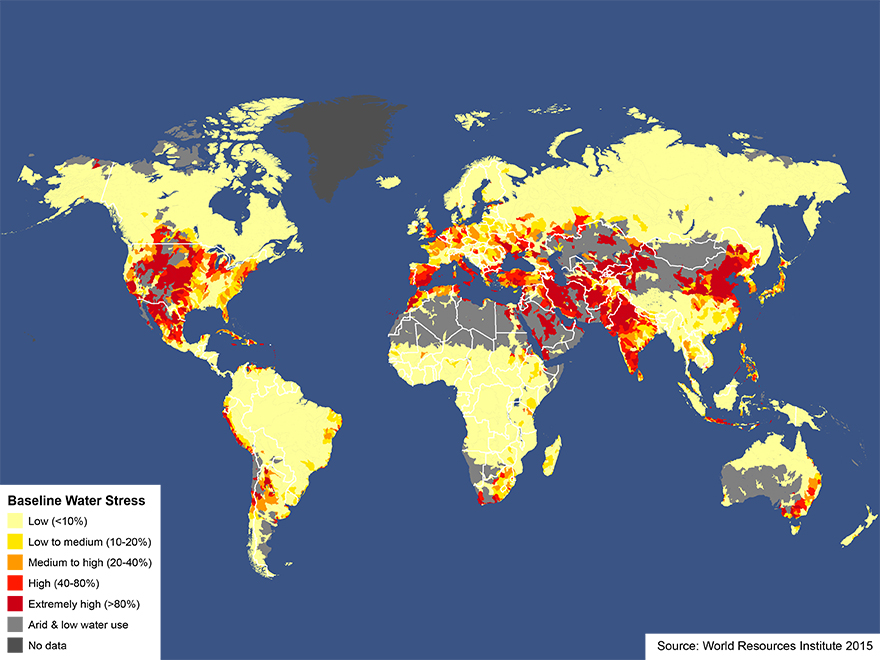 Baseline Water Stress
Low (<10%)
Low to medium (10-20%)
Medium to high (20-40%)
High (40-80%)
Extremely high (>80%)
Arid & low water use
No data
Source: World Resources Institute 2015